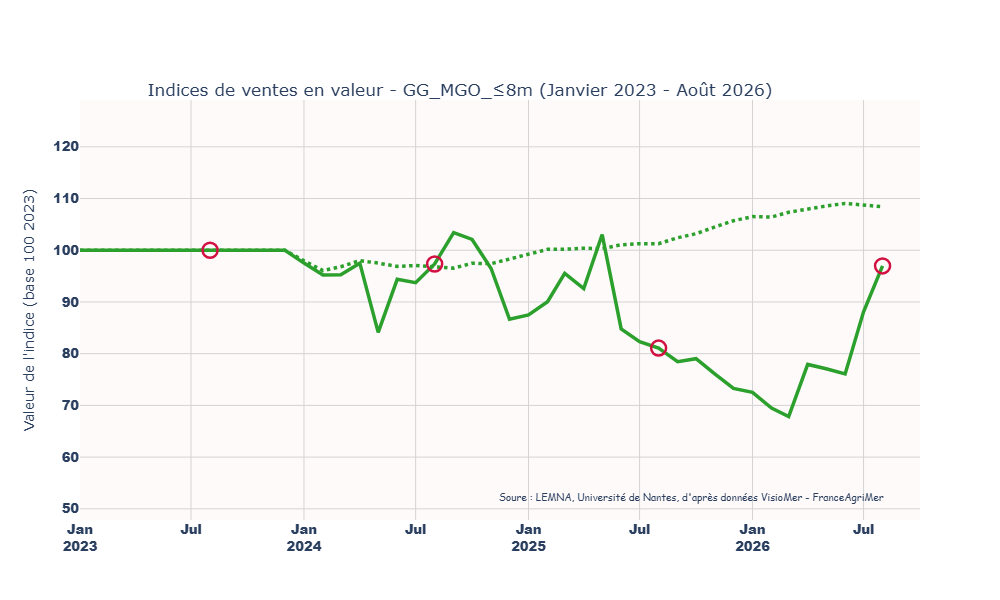 Indices de ventes en valeur - GG_MGO_≤8m (Janvier 2023 - Août 2026)
Valeur de l'indice (base 100 2023)
120
110
100
90
80
70
60
50
Soure : LEMNA, Université de Nantes, d'après données VisioMer - FranceAgriMer
Jan Jul Jan Jul Jan Jul Jan Jul
2023 2024 2025 2026